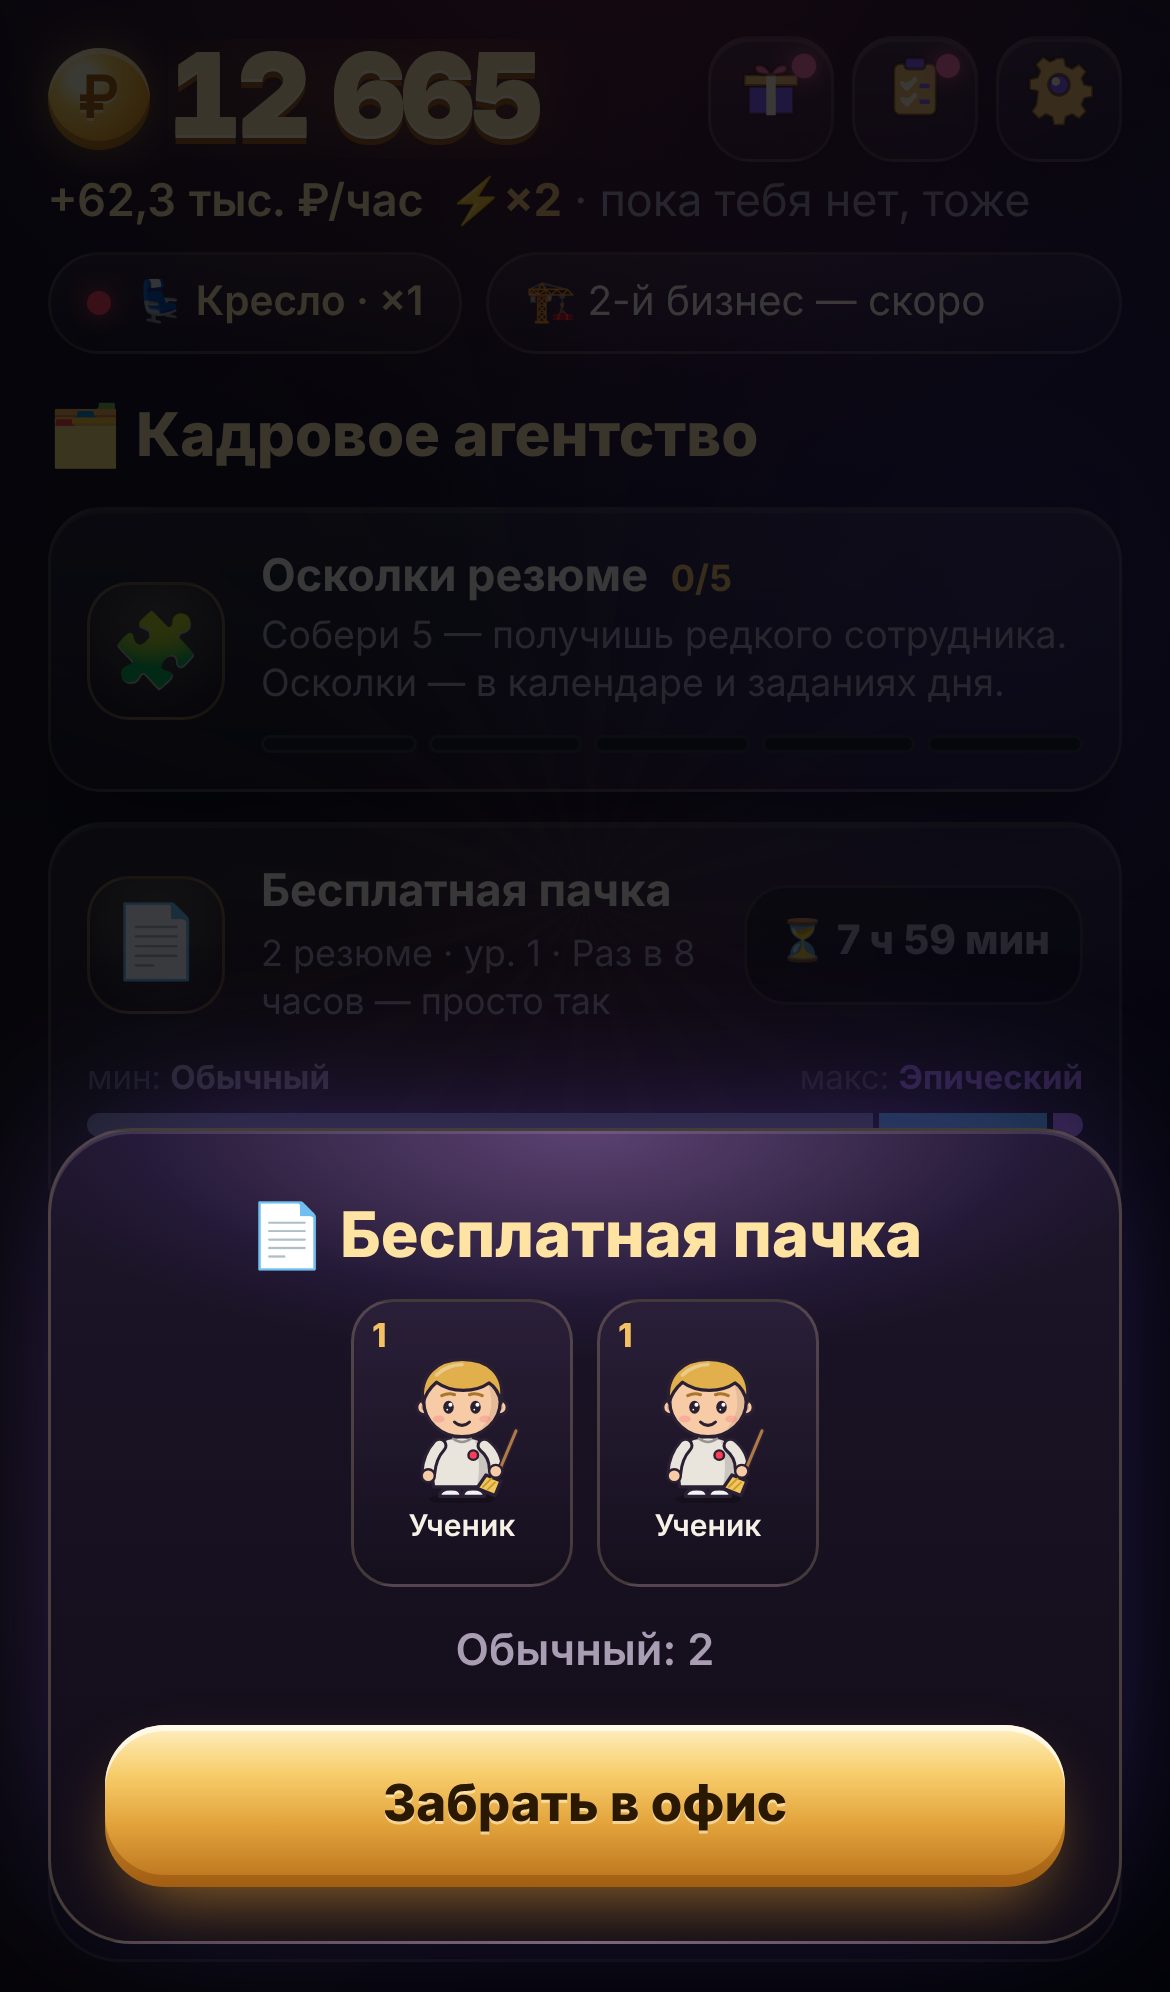 ₽ 12 665
+62,3 тыс. ₽/час ⚡×2 · пока тебя нет, тоже
Кресло · ×1
2-й бизнес — скоро
Кадровое агентство
Осколки резюме 0/5
Собери 5 — получишь редкого сотрудника.
Осколки — в календаре и заданиях дня.
Бесплатная пачка
2 резюме · ур. 1 · Раз в 8
часов — просто так
7 ч 59 мин
мин: Обычный
макс: Эпический
Бесплатная пачка
1
Ученик
1
Ученик
Обычный: 2
Забрать в офис